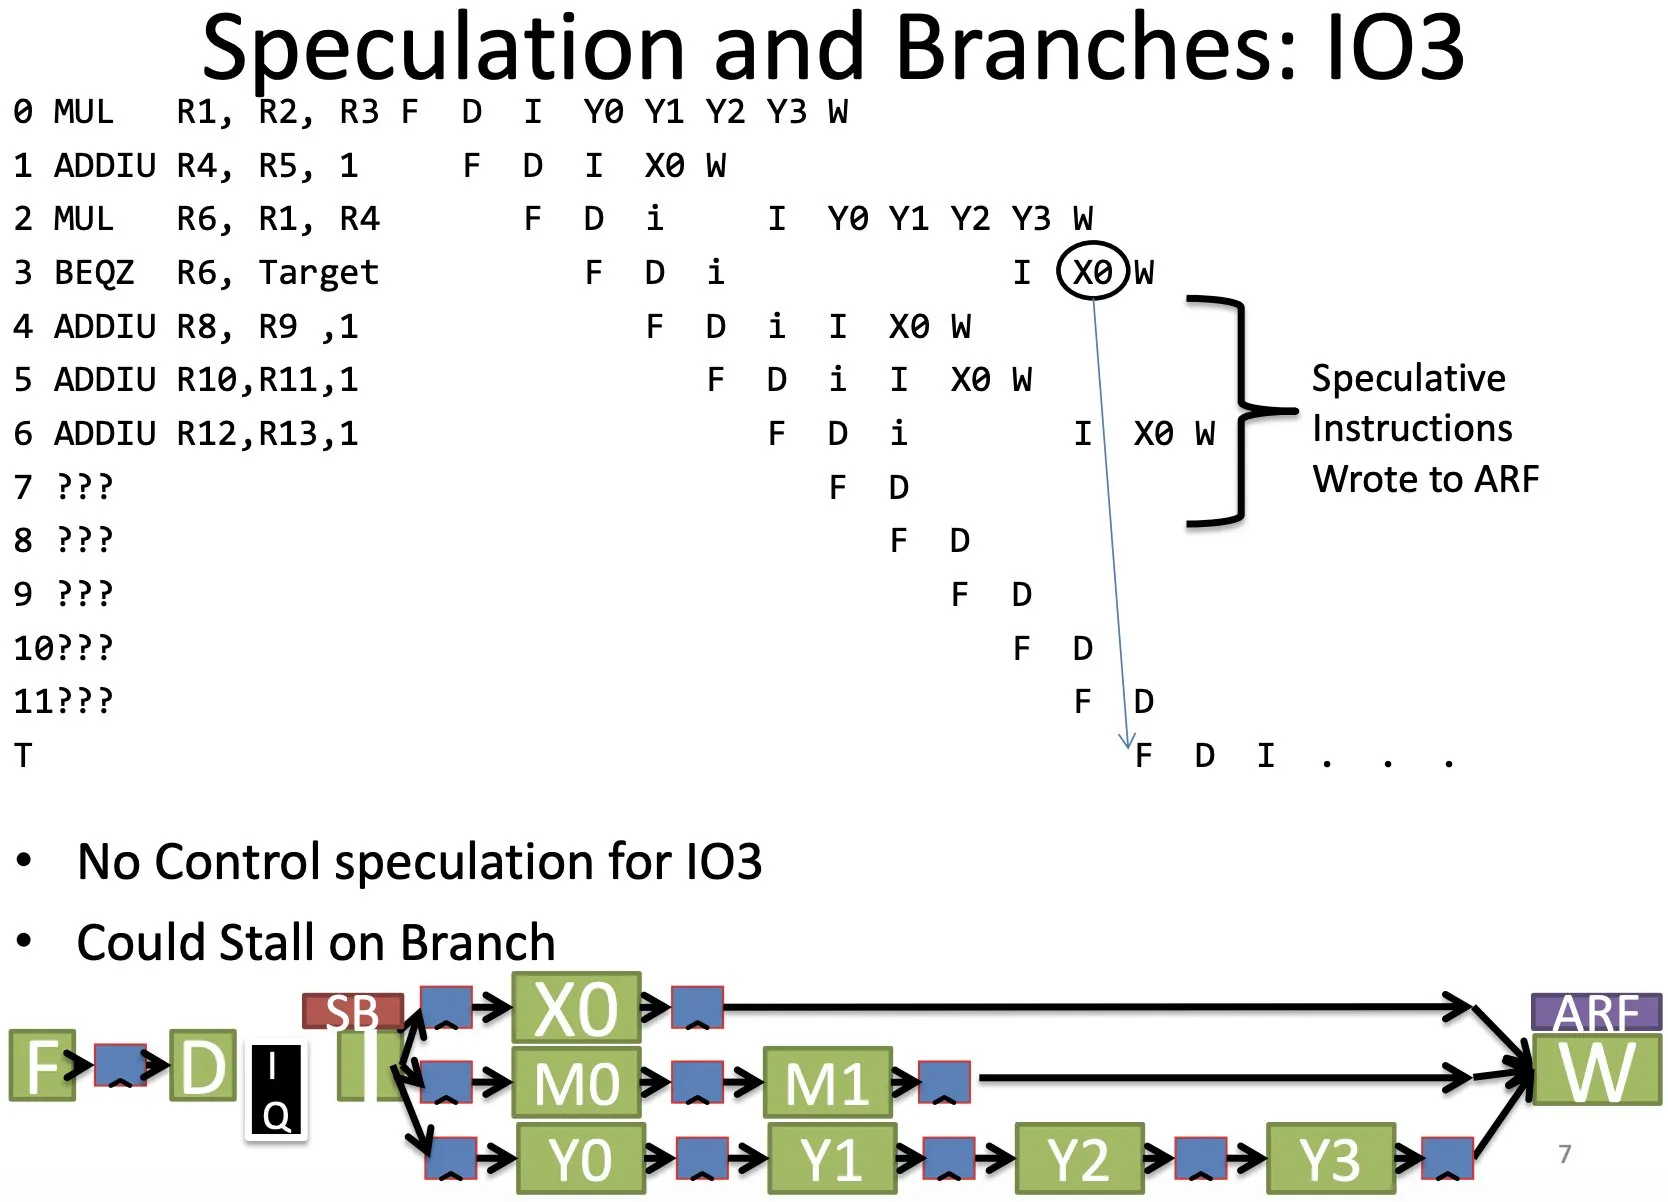 Speculation and Branches: IO3
0 MUL R1, R2, R3 F D I Y0 Y1 Y2 Y3 W
1 ADDIU R4, R5, 1 F D I X0 W
2 MUL R6, R1, R4 F D i I Y0 Y1 Y2 Y3 W
3 BEQZ R6, Target F D i I X0 W
4 ADDIU R8, R9 ,1 F D i I X0 W
5 ADDIU R10,R11,1 F D i I X0 W
6 ADDIU R12,R13,1 F D i I X0 W
7 ??? F D
8 ??? F D
9 ??? F D
10??? F D
11??? F D
T F D I . . .
Speculative
Instructions
Wrote to ARF
• No Control speculation for IO3
• Could Stall on Branch
F D
I
Q
SB
I
X0
M0 M1
Y0 Y1 Y2 Y3
ARF
W
7